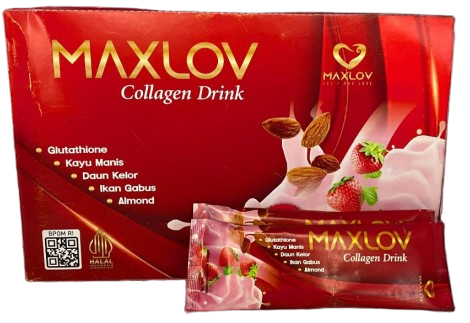 MAXLOV
Collagen Drink
MAXLOV
Glutathione
Kayu Manis
Daun Kelor
Ikan Gabus
Almond
BPOM RI
HALAL
INDONESIA
MAXLOV
Collagen Drink
Glutathione
Kayu Manis
Daun Kelor
Ikan Gabus
Almond